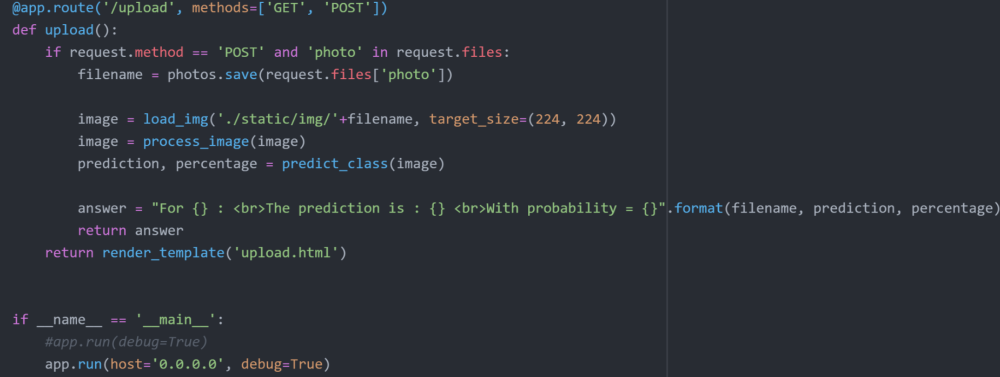 @app.route('/upload', methods=['GET', 'POST'])
def upload():
    if request.method == 'POST' and 'photo' in request.files:
        filename = photos.save(request.files['photo'])

        image = load_img('./static/img/'+filename, target_size=(224, 224))
        image = process_image(image)
        prediction, percentage = predict_class(image)

        answer = "For {} : <br>The prediction is : {} <br>With probability = {}".format(filename, prediction, percentage)
        return answer
    return render_template('upload.html')


if __name__ == '__main__':
    #app.run(debug=True)
    app.run(host='0.0.0.0', debug=True)